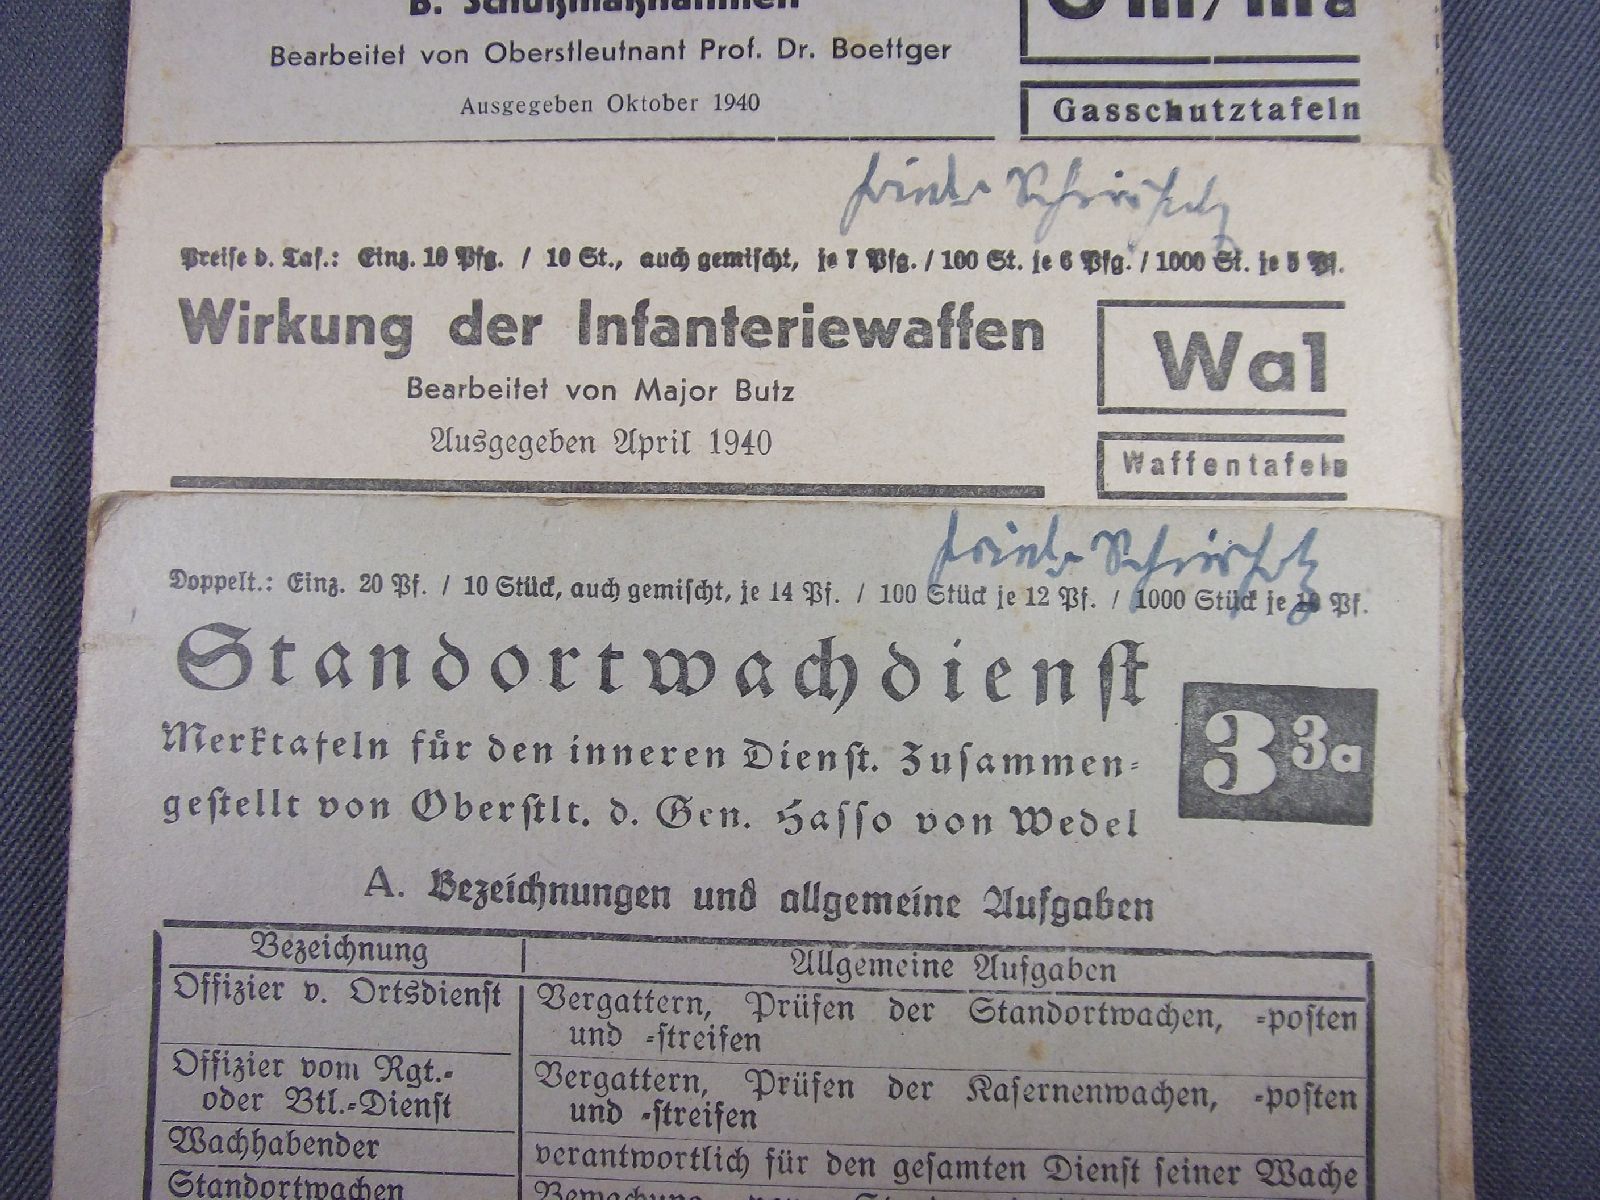 B. Schutzmaßnahmen
Bearbeitet von Oberstleutnant Prof. Dr. Boettger
Ausgegeben Oktober 1940
Gasschutztafeln
Preise d. Taf.: Einz. 10 Pfg. / 10 St., auch gemischt, je 7 Pfg. / 100 St. je 6 Pfg. / 1000 St. je 5 Pf.
Wirkung der Infanteriewaffen
Wa1
Bearbeitet von Major Butz
Ausgegeben April 1940
Waffentafeln
Doppelt.: Einz. 20 Pf. / 10 Stück, auch gemischt, je 14 Pf. / 100 Stück je 12 Pf. / 1000 Stück je 10 Pf.
Standortwachdienst
3 3a
Merktafeln für den inneren Dienst. Zusammen-
gestellt von Oberstlt. d. Gen. Hasso von Wedel
A. Bezeichnungen und allgemeine Aufgaben
Bezeichnung
Allgemeine Aufgaben
Offizier v. Ortsdienst
Vergattern, Prüfen der Standortwachen, -posten
und -streifen
Offizier vom Rgt.-
oder Btl.-Dienst
Vergattern, Prüfen der Kasernenwachen, -posten
und -streifen
Wachhabender
verantwortlich für den gesamten Dienst seiner Wache
Standortwachen
Bewachung von